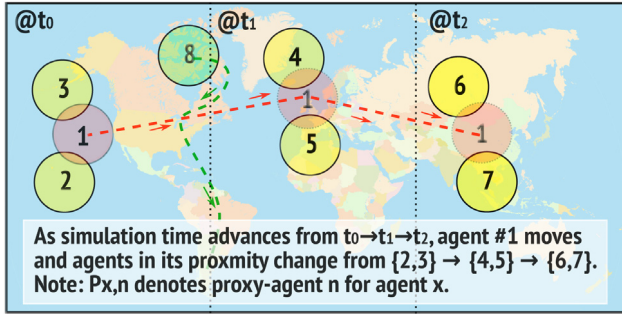 @t₀ @t₁ @t₂
8
4
6
3
1
1
1
5
2
7
As simulation time advances from t₀→t₁→t₂, agent #1 moves
and agents in its proxmity change from {2,3} → {4,5} → {6,7}.
Note: Px,n denotes proxy-agent n for agent x.